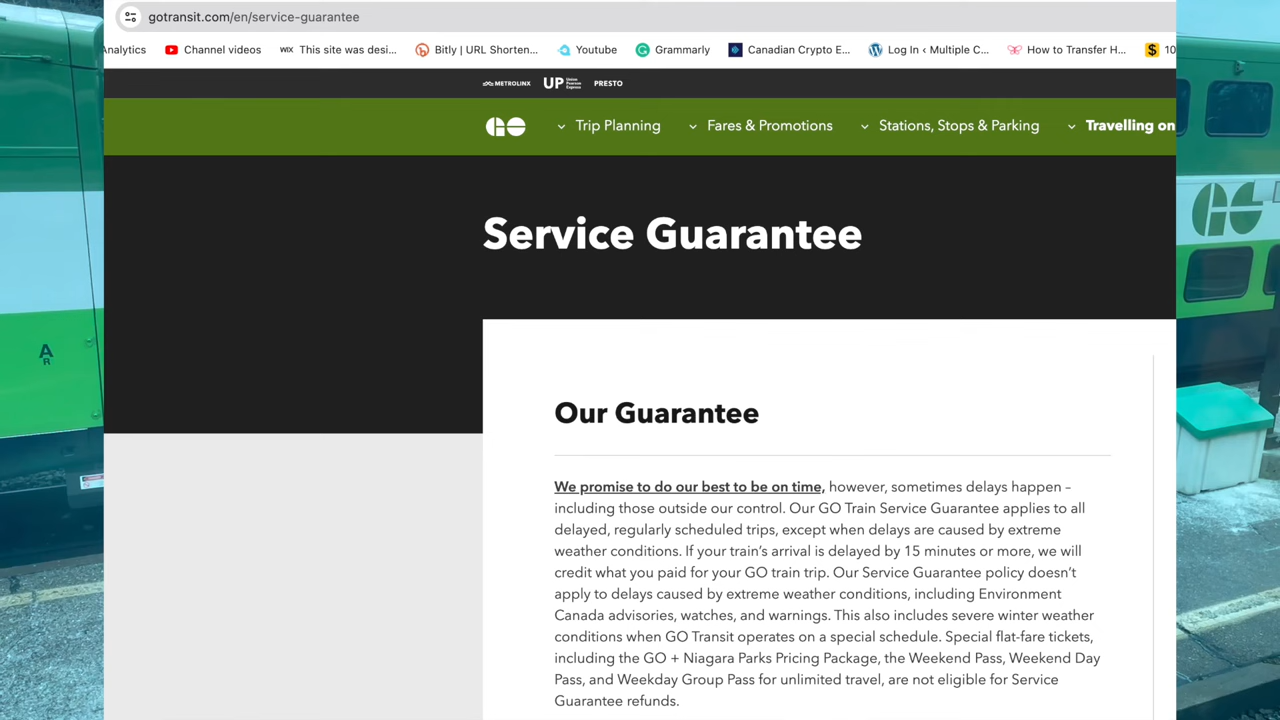 gotransit.com/en/service-guarantee
Analytics Channel videos WIX This site was desi... Bitly | URL Shorten... Youtube Grammarly Canadian Crypto E... Log In ‹ Multiple C... How to Transfer H... $ 10
METROLINX UP Union Pearson Express PRESTO
GO Trip Planning Fares & Promotions Stations, Stops & Parking Travelling on
Service Guarantee
GO
Our Guarantee
A
R
We promise to do our best to be on time, however, sometimes delays happen –
including those outside our control. Our GO Train Service Guarantee applies to all
delayed, regularly scheduled trips, except when delays are caused by extreme
weather conditions. If your train’s arrival is delayed by 15 minutes or more, we will
credit what you paid for your GO train trip. Our Service Guarantee policy doesn’t
apply to delays caused by extreme weather conditions, including Environment
Canada advisories, watches, and warnings. This also includes severe winter weather
conditions when GO Transit operates on a special schedule. Special flat-fare tickets,
including the GO + Niagara Parks Pricing Package, the Weekend Pass, Weekend Day
Pass, and Weekday Group Pass for unlimited travel, are not eligible for Service
Guarantee refunds.